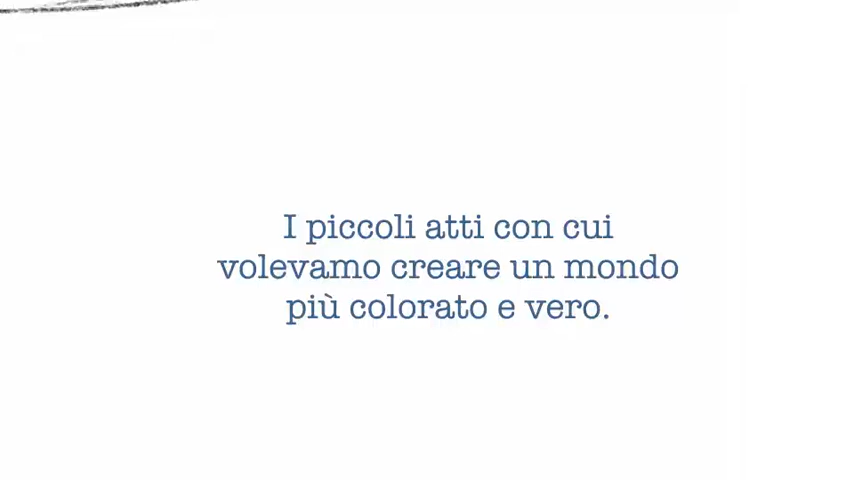 I piccoli atti con cui
volevamo creare un mondo
più colorato e vero.